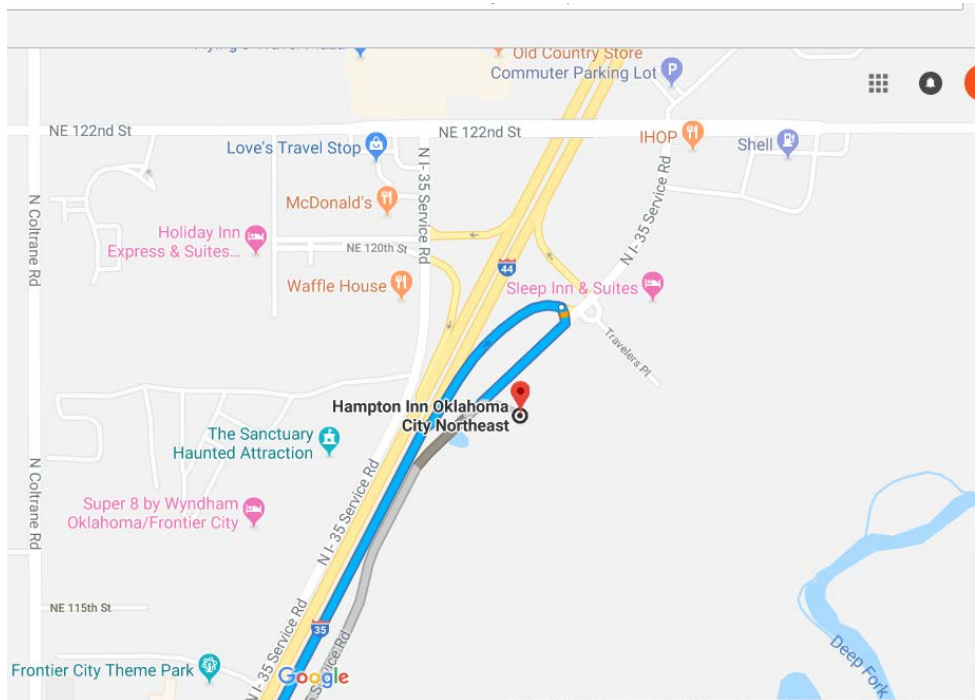 Old Country Store
Commuter Parking Lot
P
NE 122nd St
NE 122nd St
IHOP
Shell
Love's Travel Stop
N I- 35 Service Rd
N I- 35 Service Rd
McDonald's
N Coltrane Rd
Holiday Inn
Express & Suites...
NE 120th St
44
Waffle House
Sleep Inn & Suites
Travelers Pl
Hampton Inn Oklahoma
City Northeast
The Sanctuary
Haunted Attraction
N Coltrane Rd
Super 8 by Wyndham
Oklahoma/Frontier City
N I- 35 Service Rd
NE 115th St
35
N I- 35 Service Rd
Service Rd
Frontier City Theme Park
Google
Deep Fork